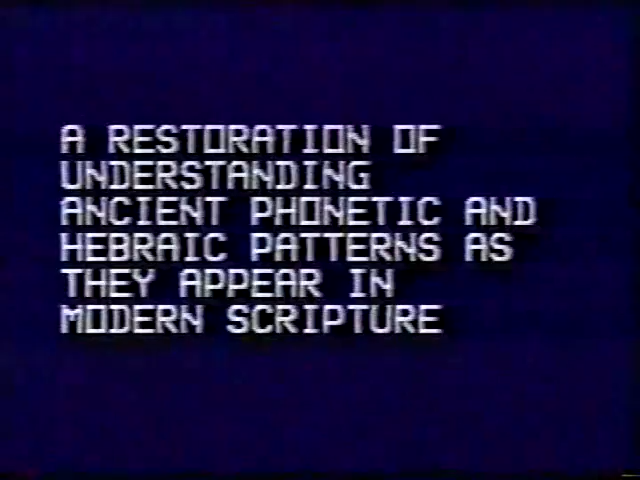 A RESTORATION OF
UNDERSTANDING
ANCIENT PHONETIC AND
HEBRAIC PATTERNS AS
THEY APPEAR IN
MODERN SCRIPTURE